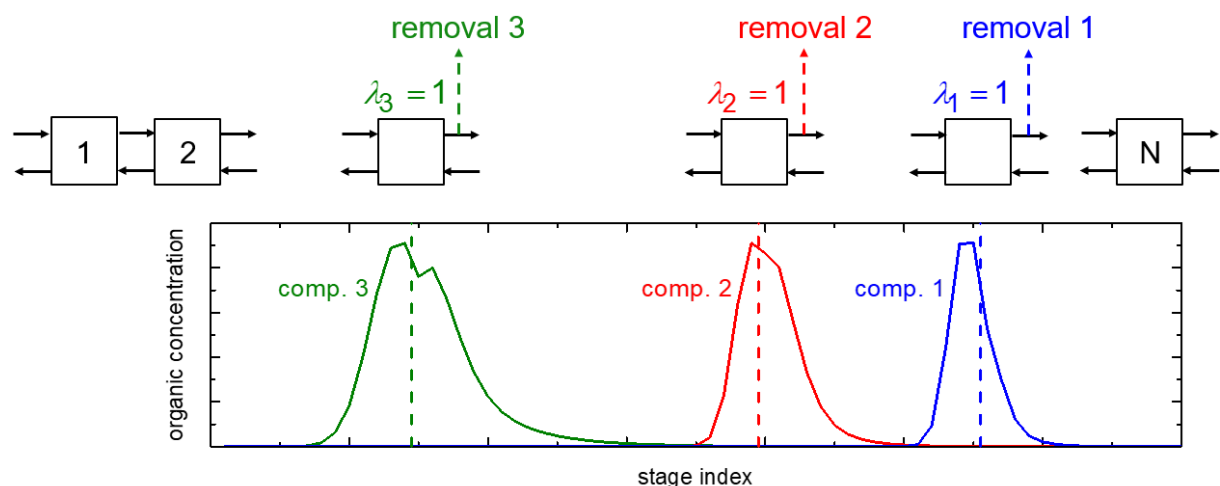 removal 3
removal 2
removal 1
λ₃ = 1
λ₂ = 1
λ₁ = 1
1
2
N
organic concentration
comp. 3
comp. 2
comp. 1
stage index